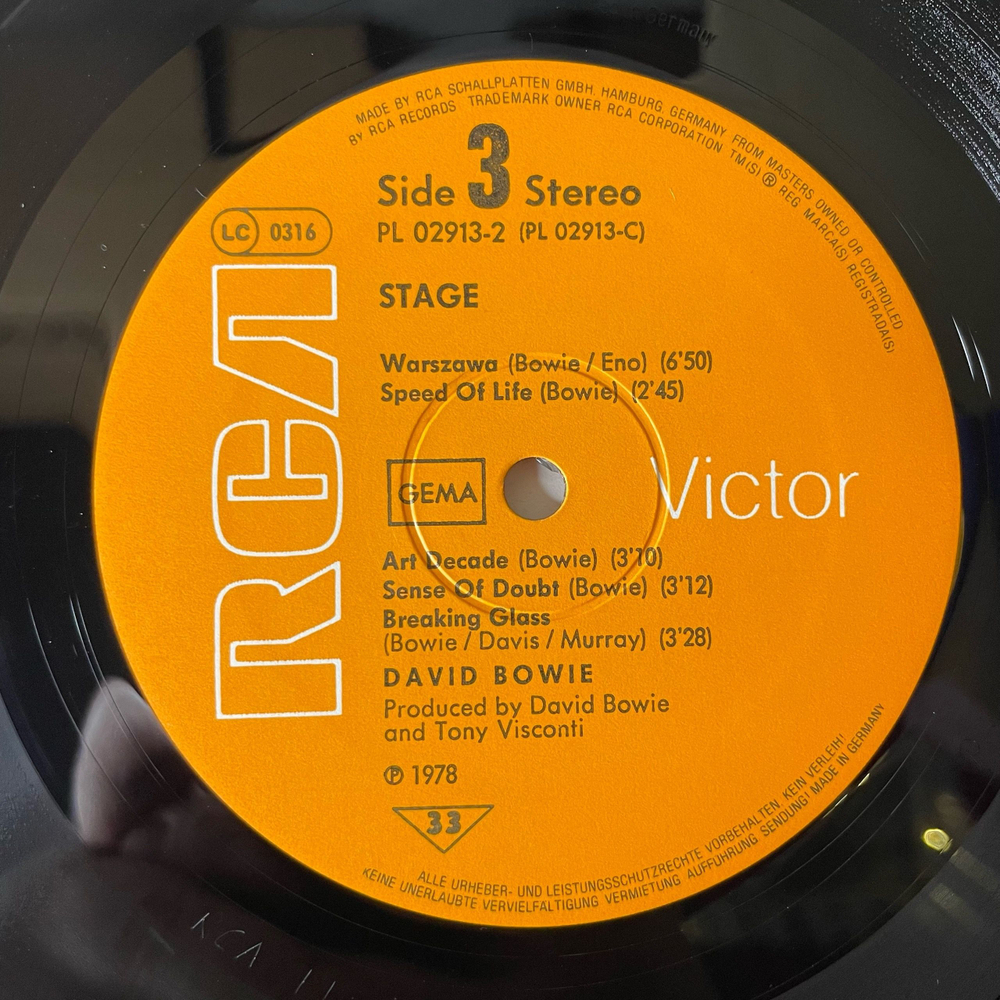 MADE BY RCA SCHALLPLATTEN GMBH, HAMBURG, GERMANY FROM MASTERS OWNED OR CONTROLLED
BY RCA RECORDS TRADEMARK OWNER RCA CORPORATION TM(S) ® REG MARCA(S) REGISTRADA(S)
Side 3 Stereo
LC 0316
PL 02913-2 (PL 02913-C)
STAGE
Warszawa (Bowie / Eno) (6'50)
Speed Of Life (Bowie) (2'45)
RCA
GEMA
Victor
Art Decade (Bowie) (3'10)
Sense Of Doubt (Bowie) (3'12)
Breaking Glass
(Bowie / Davis / Murray) (3'28)
DAVID BOWIE
Produced by David Bowie
and Tony Visconti
℗ 1978
33
ALLE URHEBER- UND LEISTUNGSSCHUTZRECHTE VORBEHALTEN, KEIN VERLEIH!
KEINE UNERLAUBTE VERVIELFALTIGUNG VERMIETUNG AUFFUHRUNG SENDUNG! MADE IN GERMANY
Germany